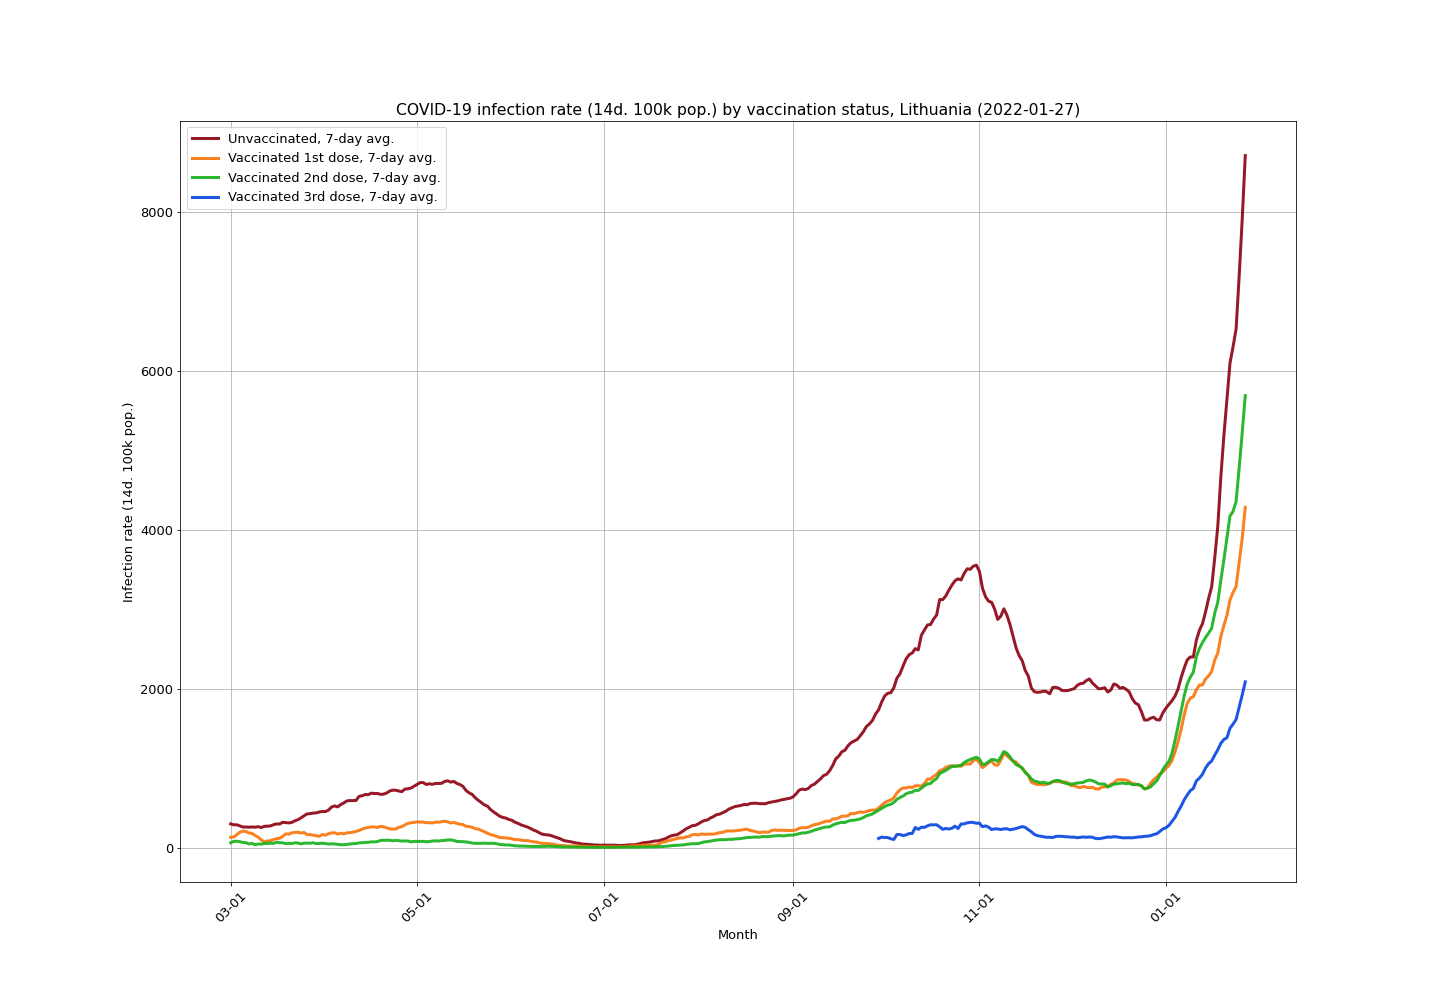 COVID-19 infection rate (14d. 100k pop.) by vaccination status, Lithuania (2022-01-27)
Unvaccinated, 7-day avg.
Vaccinated 1st dose, 7-day avg.
Vaccinated 2nd dose, 7-day avg.
Vaccinated 3rd dose, 7-day avg.
Infection rate (14d. 100k pop.)
8000
6000
4000
2000
0
03-01
05-01
07-01
09-01
11-01
01-01
Month